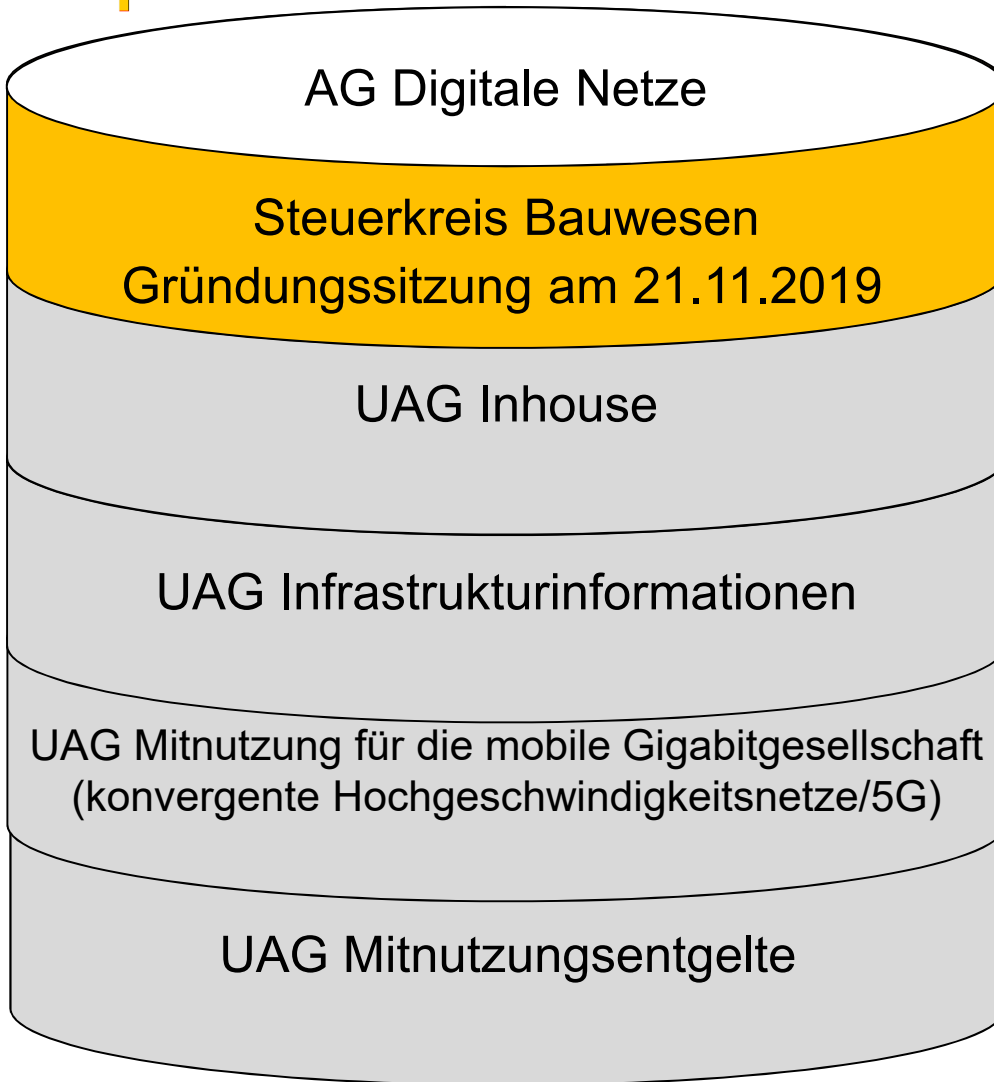 AG Digitale Netze
Steuerkreis Bauwesen
Gründungssitzung am 21.11.2019
UAG Inhouse
UAG Infrastrukturinformationen
UAG Mitnutzung für die mobile Gigabitgesellschaft
(konvergente Hochgeschwindigkeitsnetze/5G)
UAG Mitnutzungsentgelte